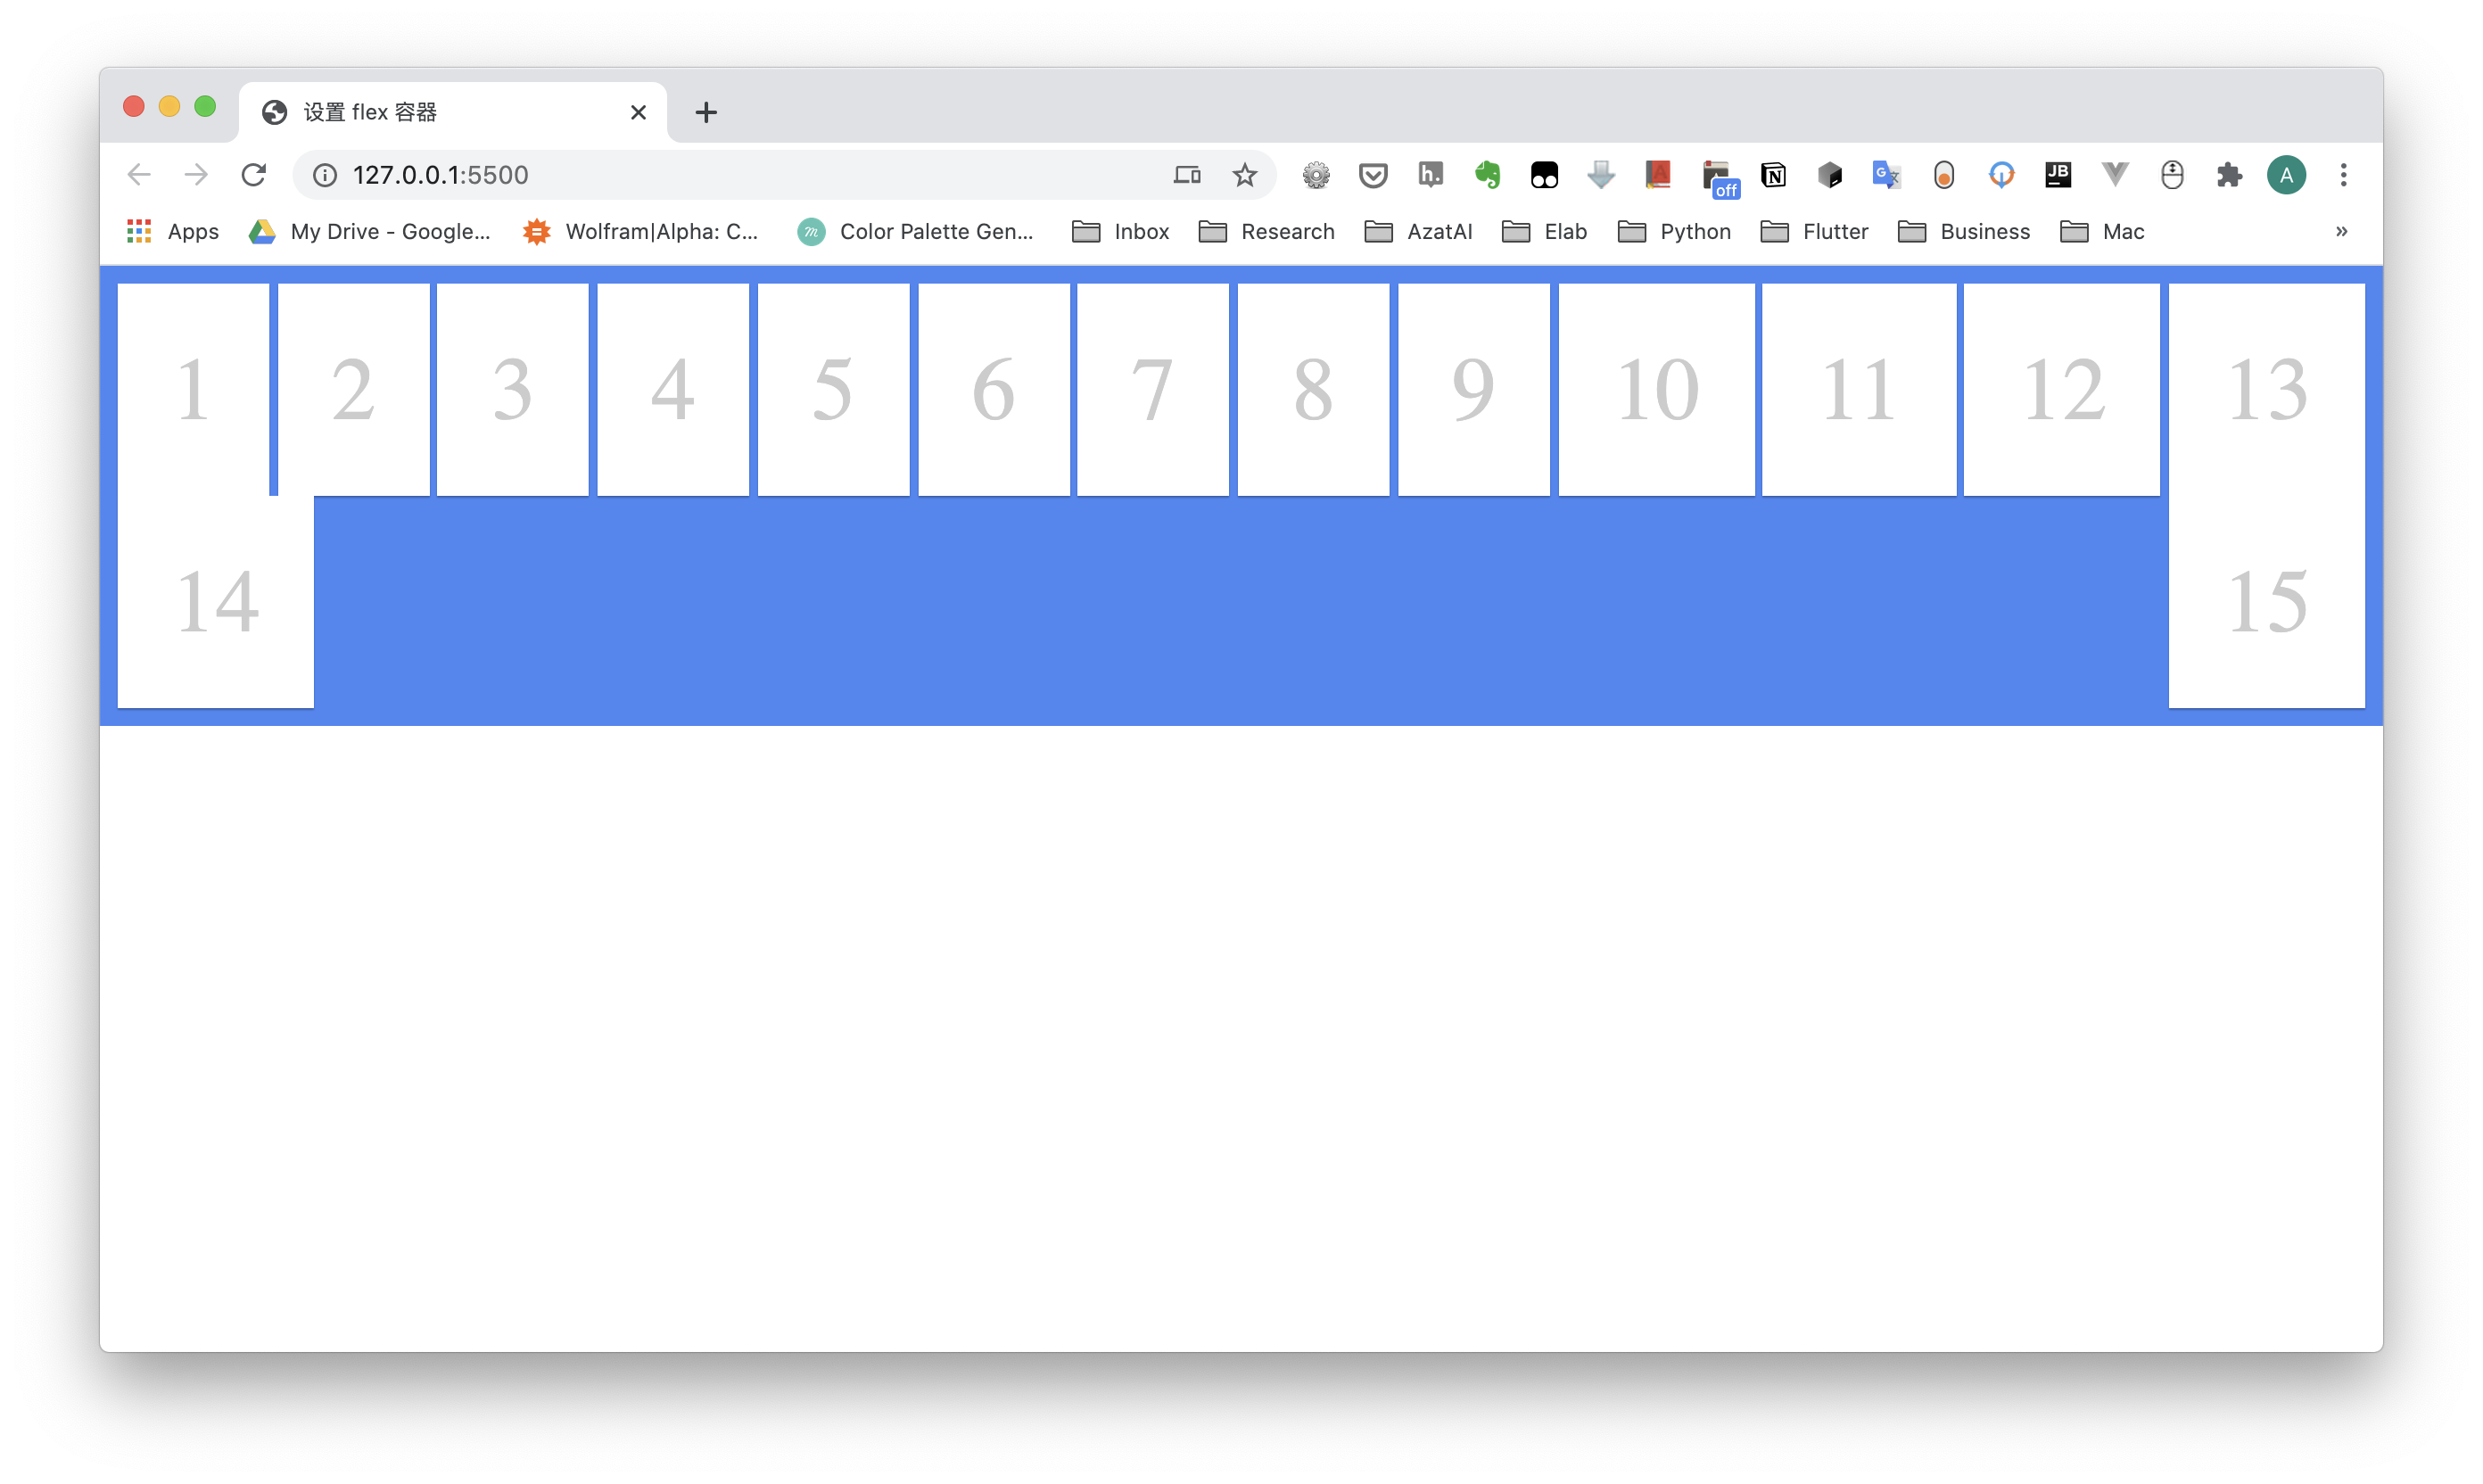 设置 flex 容器
127.0.0.1:5500
h.
off
N
G 文
JB
A
Apps My Drive - Google... Wolfram|Alpha: C... m Color Palette Gen... Inbox Research AzatAI Elab Python Flutter Business Mac »
1 2 3 4 5 6 7 8 9 10 11 12 13
14 15